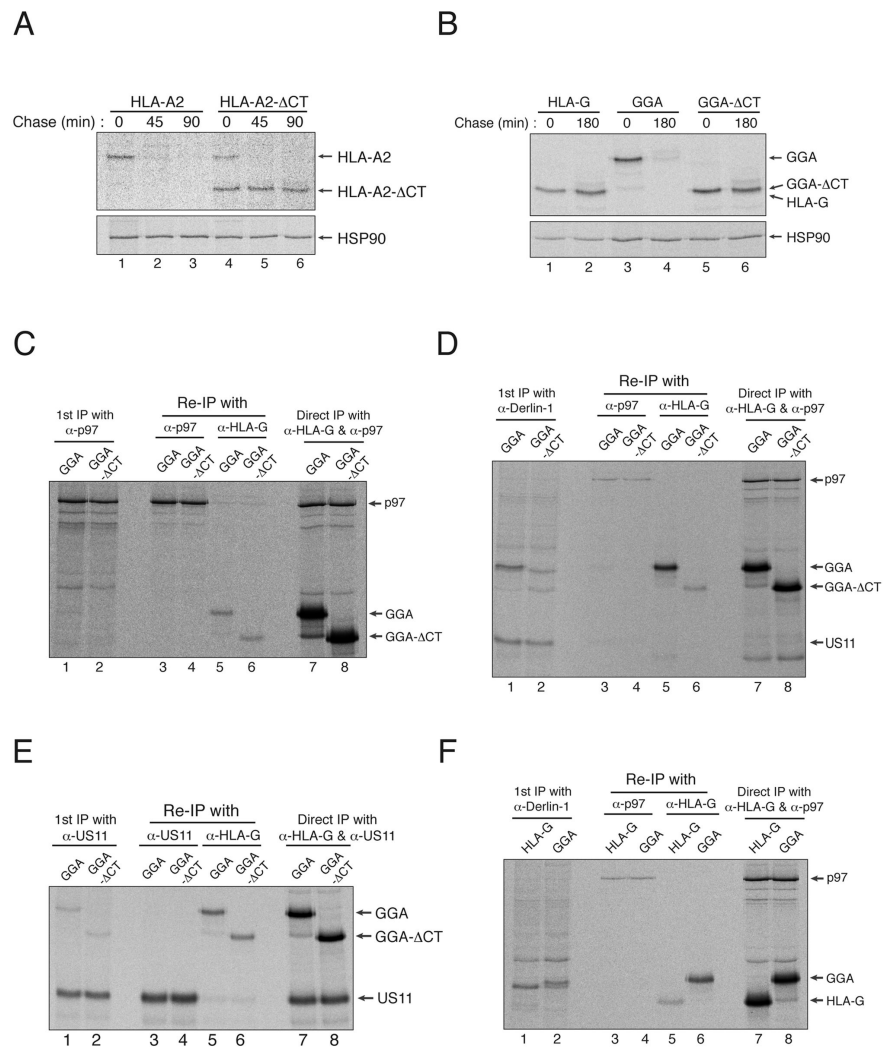 A
HLA-A2 HLA-A2-ΔCT
Chase (min) : 0 45 90 0 45 90
HLA-A2
HLA-A2-ΔCT
HSP90
1 2 3 4 5 6
B
HLA-G GGA GGA-ΔCT
Chase (min) : 0 180 0 180 0 180
GGA
GGA-ΔCT
HLA-G
HSP90
1 2 3 4 5 6
C
Re-IP with
1st IP with Direct IP with
α-p97 α-p97 α-HLA-G α-HLA-G & α-p97
GGA GGA-ΔCT GGA GGA-ΔCT GGA GGA-ΔCT GGA GGA-ΔCT
p97
GGA
GGA-ΔCT
1 2 3 4 5 6 7 8
D
Re-IP with
1st IP with Direct IP with
α-Derlin-1 α-p97 α-HLA-G α-HLA-G & α-p97
GGA GGA-ΔCT GGA GGA-ΔCT GGA GGA-ΔCT GGA GGA-ΔCT
p97
GGA
GGA-ΔCT
US11
1 2 3 4 5 6 7 8
E
Re-IP with
1st IP with Direct IP with
α-US11 α-US11 α-HLA-G α-HLA-G & α-US11
GGA GGA-ΔCT GGA GGA-ΔCT GGA GGA-ΔCT GGA GGA-ΔCT
GGA
GGA-ΔCT
US11
1 2 3 4 5 6 7 8
F
Re-IP with
1st IP with Direct IP with
α-Derlin-1 α-p97 α-HLA-G α-HLA-G & α-p97
HLA-G GGA HLA-G GGA HLA-G GGA HLA-G GGA
p97
GGA
HLA-G
1 2 3 4 5 6 7 8